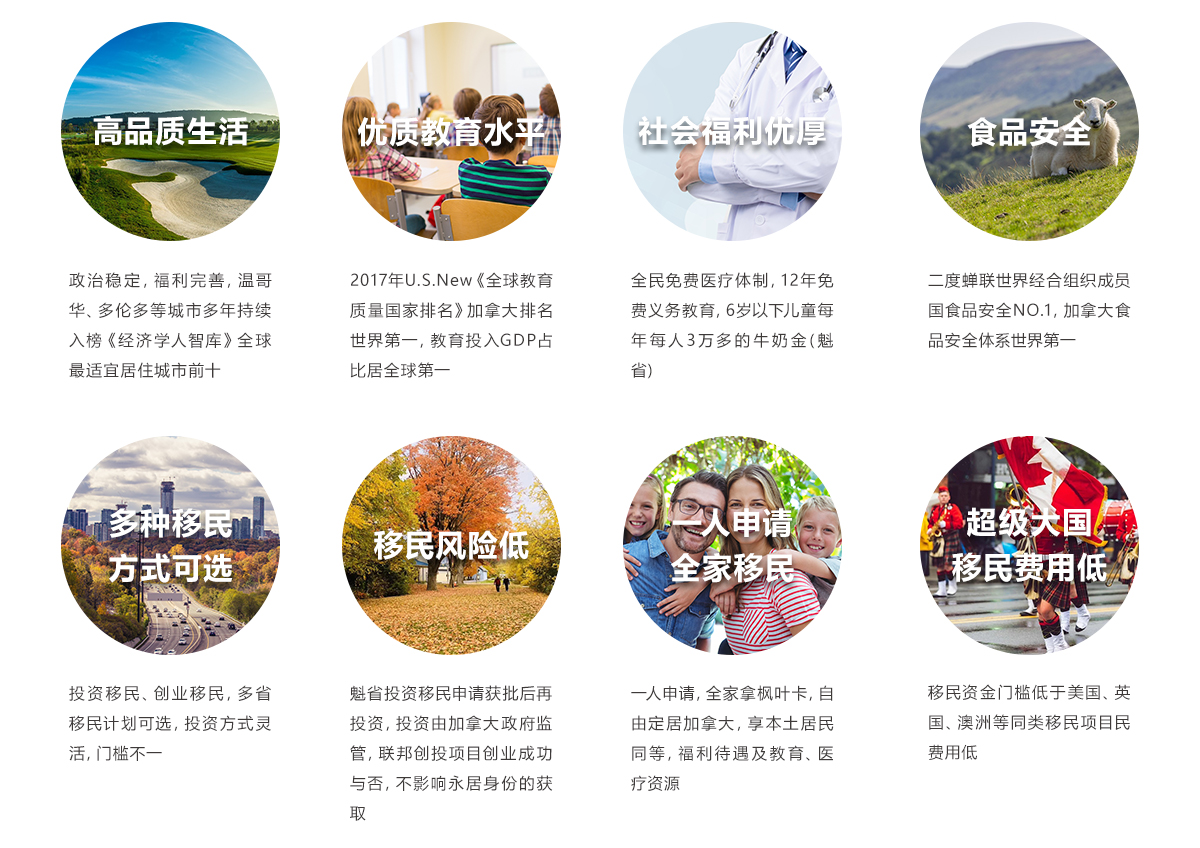 高品质生活
优质教育水平
社会福利优厚
食品安全
政治稳定, 福利完善, 温哥
华、多伦多等城市多年持续
入榜《经济学人智库》全球
最适宜居住城市前十
2017年U.S.New《全球教育
质量国家排名》加拿大排名
世界第一, 教育投入GDP占
比居全球第一
全民免费医疗体制, 12年免
费义务教育, 6岁以下儿童每
年每人3万多的牛奶金(魁
省)
二度蝉联世界经合组织成员
国食品安全NO.1, 加拿大食
品安全体系世界第一
多种移民
方式可选
移民风险低
一人申请
全家移民
超级大国
移民费用低
投资移民、创业移民, 多省
移民计划可选, 投资方式灵
活, 门槛不一
魁省投资移民申请获批后再
投资, 投资由加拿大政府监
管, 联邦创投项目创业成功
与否, 不影响永居身份的获
取
一人申请, 全家拿枫叶卡, 自
由定居加拿大, 享本土居民
同等, 福利待遇及教育、医
疗资源
移民资金门槛低于美国、英
国、澳洲等同类移民项目民
费用低